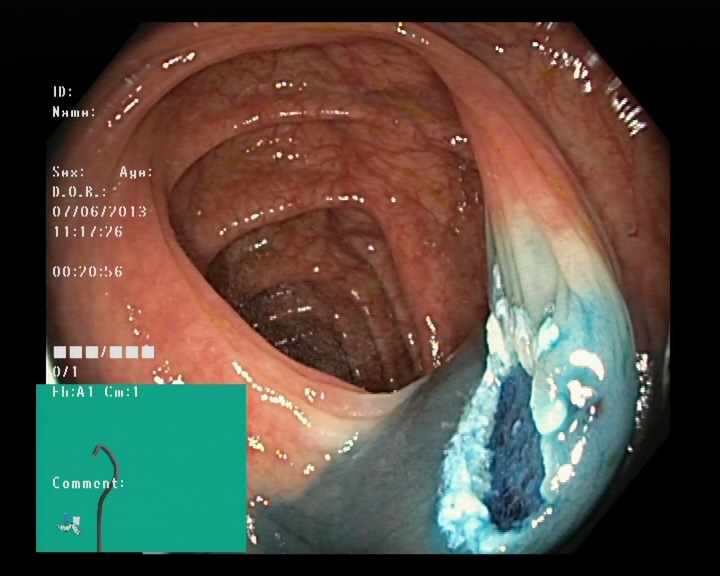 ID:
Name:
Sex: Age:
D.O.B.:
07/06/2013
11:17:26
00:20:56
■■■/■■■
0/1
Eh:A1 Cm:1
Comment: